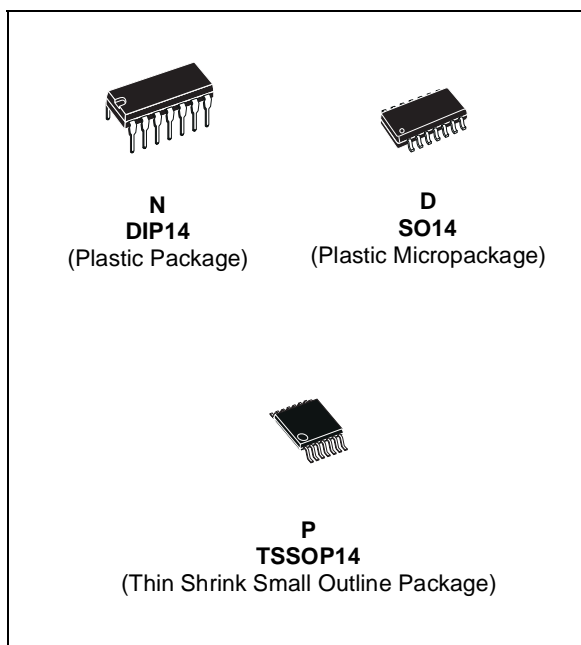 N
DIP14
(Plastic Package)
D
SO14
(Plastic Micropackage)
P
TSSOP14
(Thin Shrink Small Outline Package)